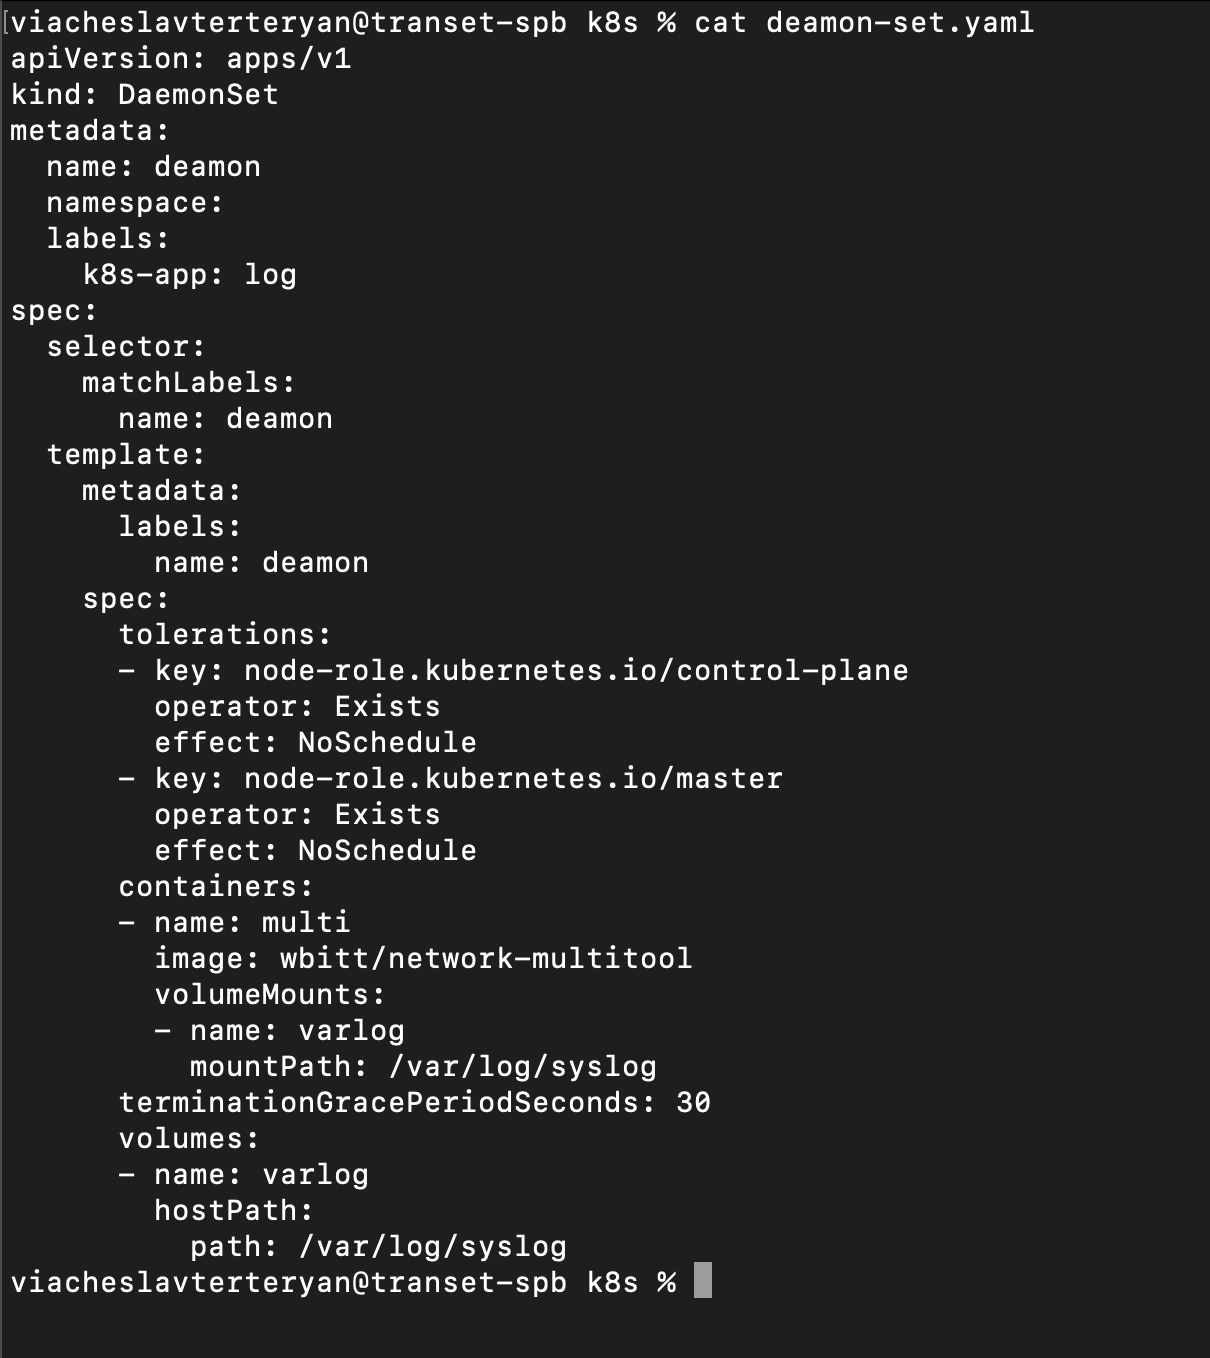 [viacheslavterteryan@transet-spb k8s % cat deamon-set.yaml
apiVersion: apps/v1
kind: DaemonSet
metadata:
  name: deamon
  namespace:
  labels:
    k8s-app: log
spec:
  selector:
    matchLabels:
      name: deamon
  template:
    metadata:
      labels:
        name: deamon
    spec:
      tolerations:
      - key: node-role.kubernetes.io/control-plane
        operator: Exists
        effect: NoSchedule
      - key: node-role.kubernetes.io/master
        operator: Exists
        effect: NoSchedule
      containers:
      - name: multi
        image: wbitt/network-multitool
        volumeMounts:
        - name: varlog
          mountPath: /var/log/syslog
      terminationGracePeriodSeconds: 30
      volumes:
      - name: varlog
        hostPath:
          path: /var/log/syslog
viacheslavterteryan@transet-spb k8s %